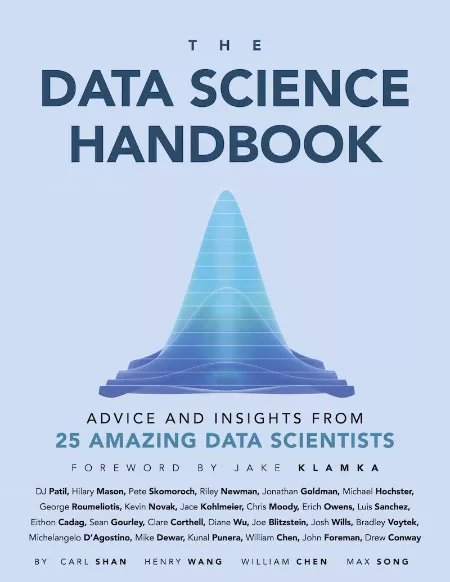 THE
DATA SCIENCE
HANDBOOK
ADVICE AND INSIGHTS FROM
25 AMAZING DATA SCIENTISTS
FOREWORD BY JAKE KLAMKA
DJ Patil, Hilary Mason, Pete Skomoroch, Riley Newman, Jonathan Goldman, Michael Hochster,
George Roumeliotis, Kevin Novak, Jace Kohlmeier, Chris Moody, Erich Owens, Luis Sanchez,
Eithon Cadag, Sean Gourley, Clare Corthell, Diane Wu, Joe Blitzstein, Josh Wills, Bradley Voytek,
Michelangelo D'Agostino, Mike Dewar, Kunal Punera, William Chen, John Foreman, Drew Conway
BY CARL SHAN HENRY WANG WILLIAM CHEN MAX SONG